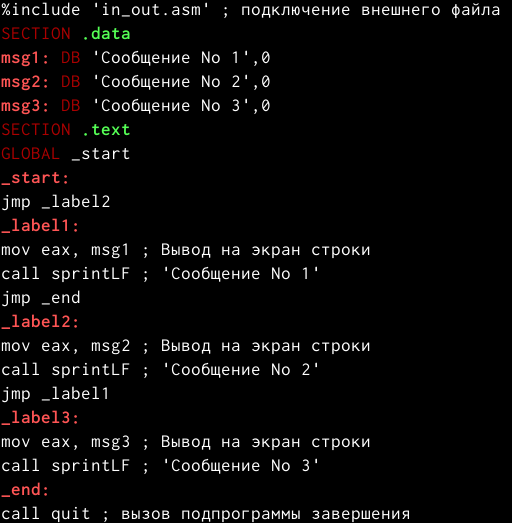 %include 'in_out.asm' ; подключение внешнего файла
SECTION .data
msg1: DB 'Сообщение No 1',0
msg2: DB 'Сообщение No 2',0
msg3: DB 'Сообщение No 3',0
SECTION .text
GLOBAL _start
_start:
jmp _label2
_label1:
mov eax, msg1 ; Вывод на экран строки
call sprintLF ; 'Сообщение No 1'
jmp _end
_label2:
mov eax, msg2 ; Вывод на экран строки
call sprintLF ; 'Сообщение No 2'
jmp _label1
_label3:
mov eax, msg3 ; Вывод на экран строки
call sprintLF ; 'Сообщение No 3'
_end:
call quit ; вызов подпрограммы завершения